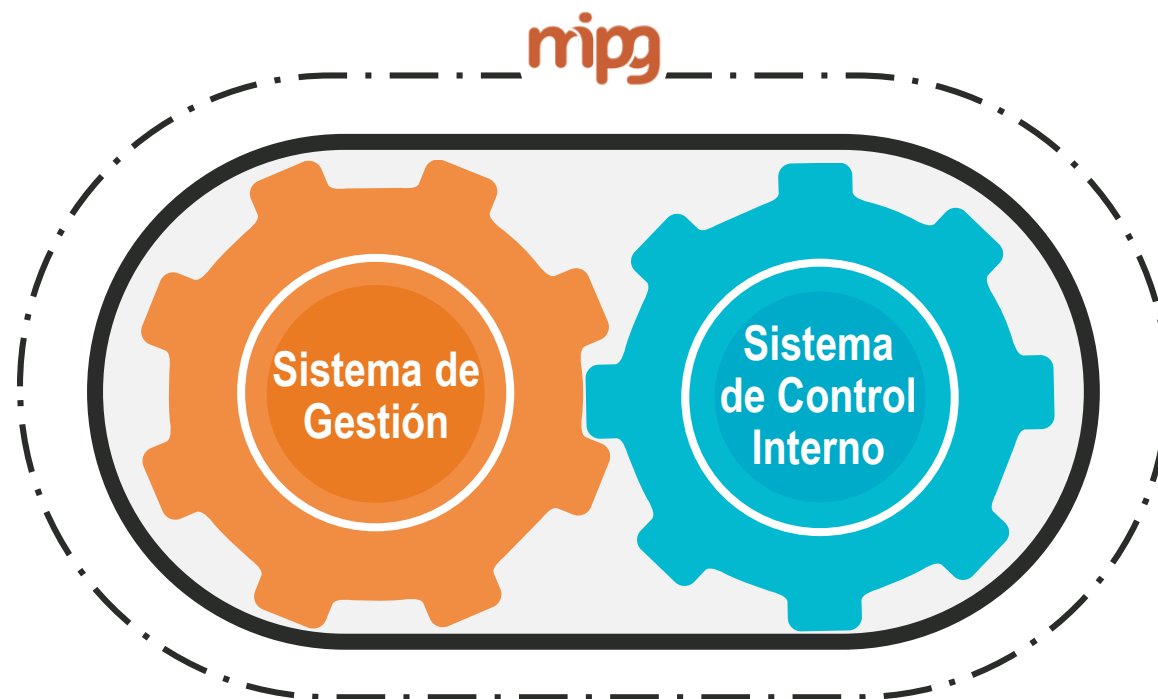 mipg
Sistema de
Gestión
Sistema
de Control
Interno